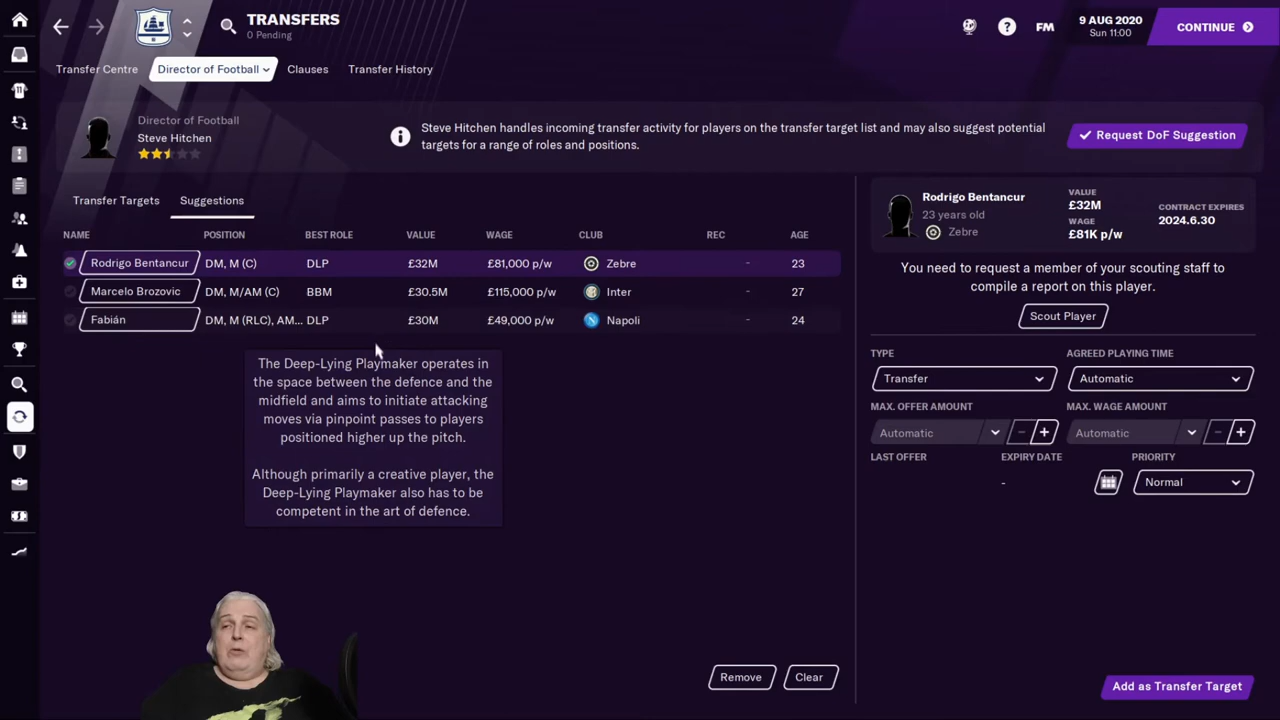 TRANSFERS
0 Pending
FM
9 AUG 2020
Sun 11:00
CONTINUE
Transfer Centre
Director of Football
Clauses
Transfer History
Director of Football
Steve Hitchen
Steve Hitchen handles incoming transfer activity for players on the transfer target list and may also suggest potential
targets for a range of roles and positions.
Request DoF Suggestion
Transfer Targets
Suggestions
NAME POSITION BEST ROLE VALUE WAGE CLUB REC AGE
Rodrigo Bentancur DM, M (C) DLP £32M £81,000 p/w Zebre - 23
Marcelo Brozovic DM, M/AM (C) BBM £30.5M £115,000 p/w Inter - 27
Fabián DM, M (RLC), AM... DLP £30M £49,000 p/w Napoli - 24
The Deep-Lying Playmaker operates in
the space between the defence and the
midfield and aims to initiate attacking
moves via pinpoint passes to players
positioned higher up the pitch.
Although primarily a creative player, the
Deep-Lying Playmaker also has to be
competent in the art of defence.
Remove
Clear
Rodrigo Bentancur
23 years old
Zebre
VALUE
£32M
WAGE
£81K p/w
CONTRACT EXPIRES
2024.6.30
You need to request a member of your scouting staff to
compile a report on this player.
Scout Player
TYPE
Transfer
AGREED PLAYING TIME
Automatic
MAX. OFFER AMOUNT
Automatic
MAX. WAGE AMOUNT
Automatic
LAST OFFER
EXPIRY DATE
-
PRIORITY
Normal
Add as Transfer Target